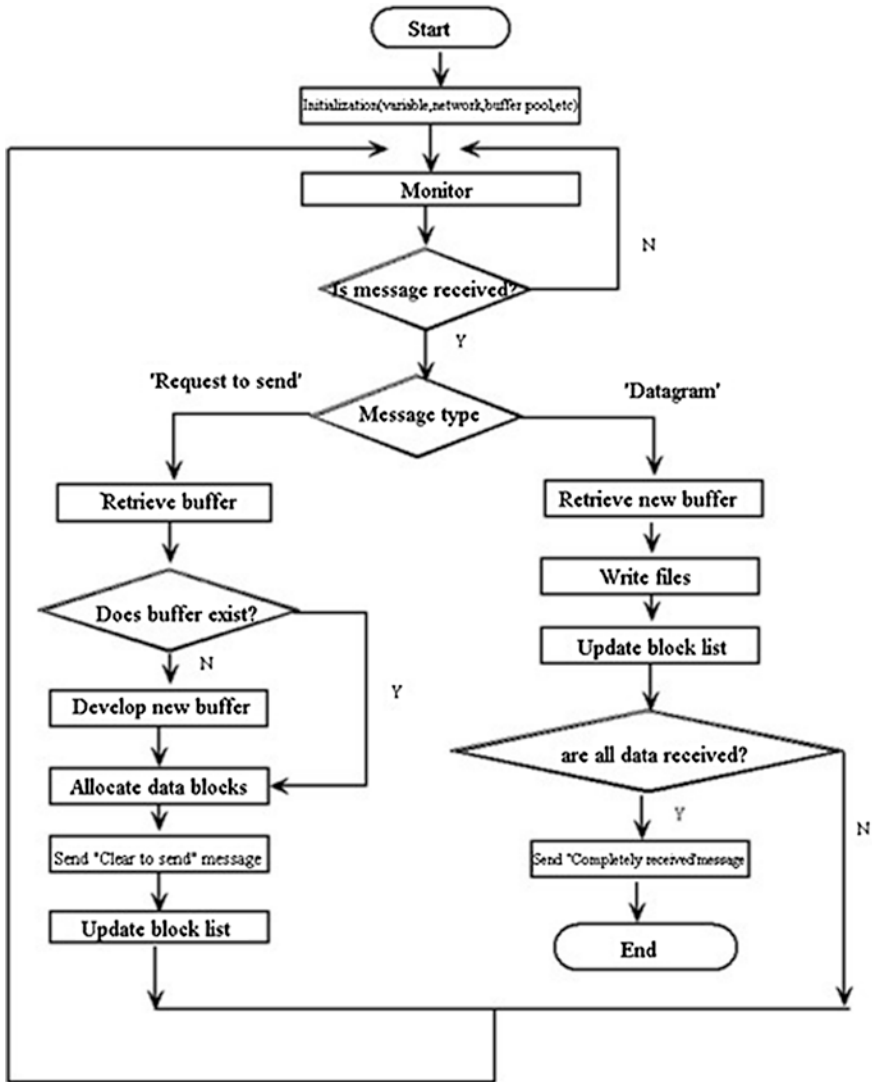 Start
Initialization(variable,network,buffer pool,etc)
Monitor
N
Is message received?
Y
'Request to send'
'Datagram'
Message type
Retrieve buffer
Retrieve new buffer
Write files
Does buffer exist?
Update block list
N
Y
Develop new buffer
are all data received?
Allocate data blocks
Y
N
Send "Clear to send" message
Send "Completely received'message
Update block list
End